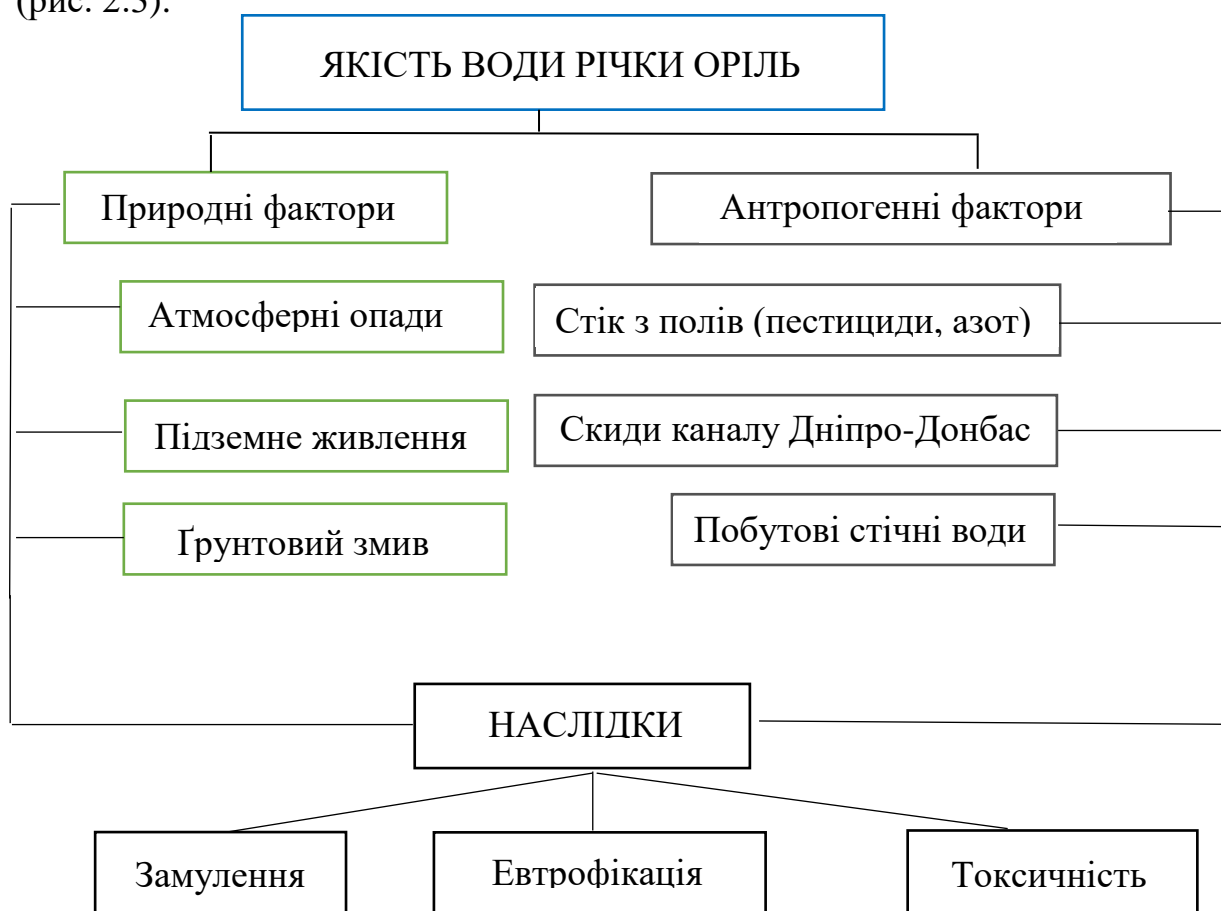 (рис. 2.3).
ЯКІСТЬ ВОДИ РІЧКИ ОРІЛЬ
Природні фактори
Антропогенні фактори
Атмосферні опади
Стік з полів (пестициди, азот)
Підземне живлення
Скиди каналу Дніпро-Донбас
Ґрунтовий змив
Побутові стічні води
НАСЛІДКИ
Замулення
Евтрофікація
Токсичність